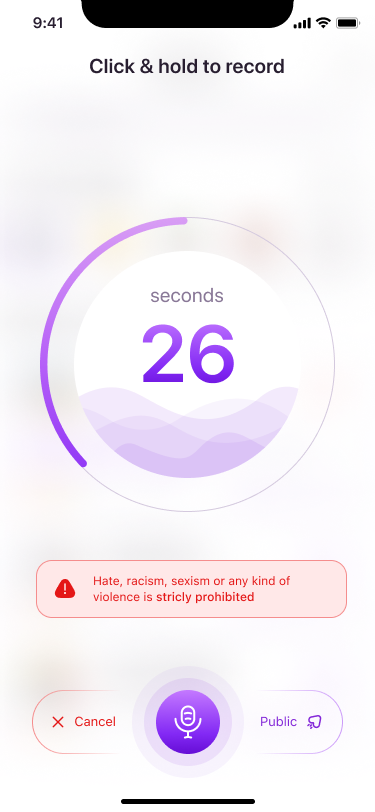 9:41
Click & hold to record
seconds
26
Hate, racism, sexism or any kind of
violence is stricly prohibited
Cancel
Public